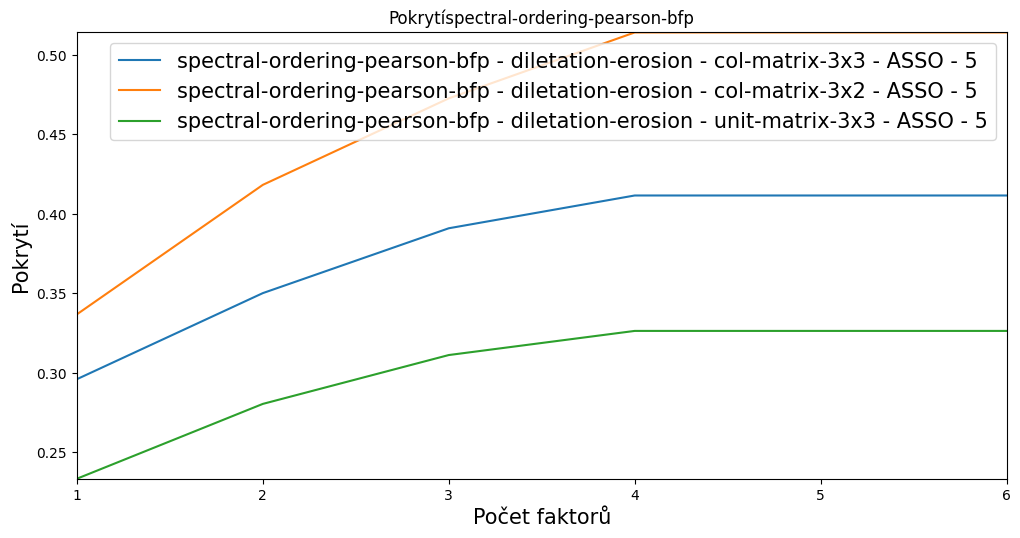 Pokrytíspectral-ordering-pearson-bfp
spectral-ordering-pearson-bfp - diletation-erosion - col-matrix-3x3 - ASSO - 5
spectral-ordering-pearson-bfp - diletation-erosion - col-matrix-3x2 - ASSO - 5
spectral-ordering-pearson-bfp - diletation-erosion - unit-matrix-3x3 - ASSO - 5
Pokrytí
0.50
0.45
0.40
0.35
0.30
0.25
1 2 3 4 5 6
Počet faktorů